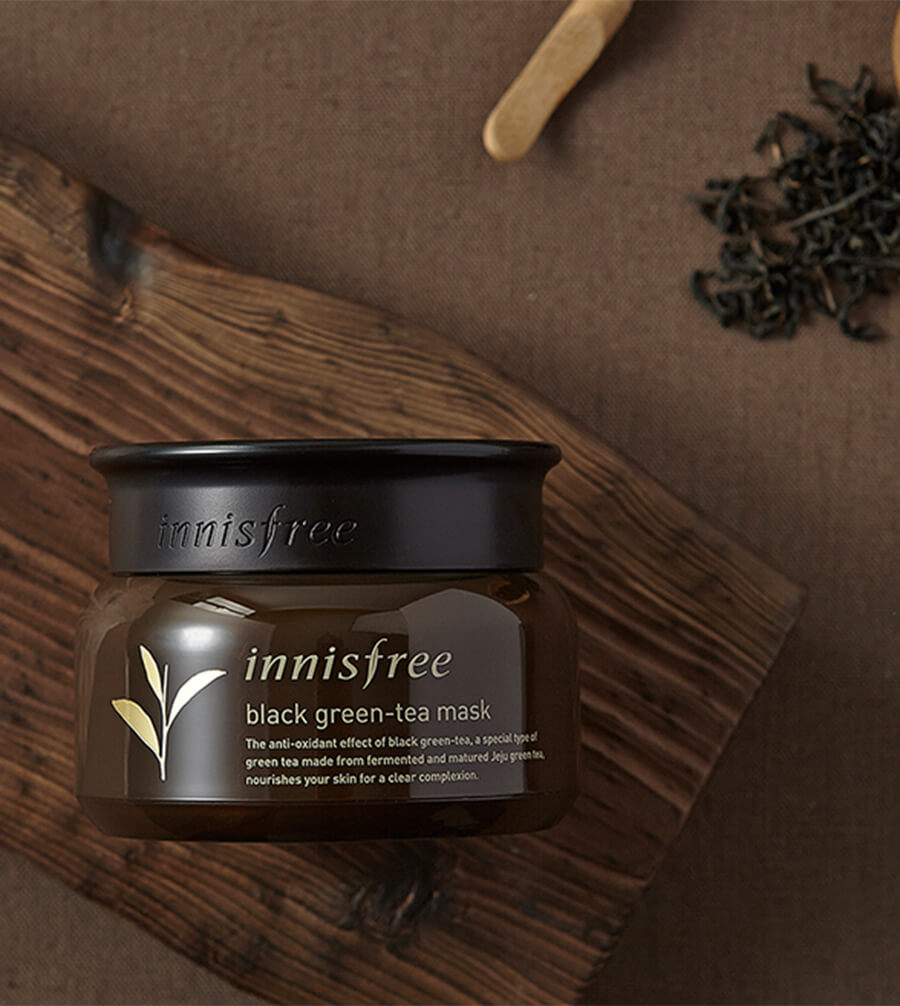 innisfree
innisfree
black green-tea mask
The anti-oxidant effect of black green-tea, a special type of
green tea made from fermented and matured Jeju green tea,
nourishes your skin for a clear complexion.